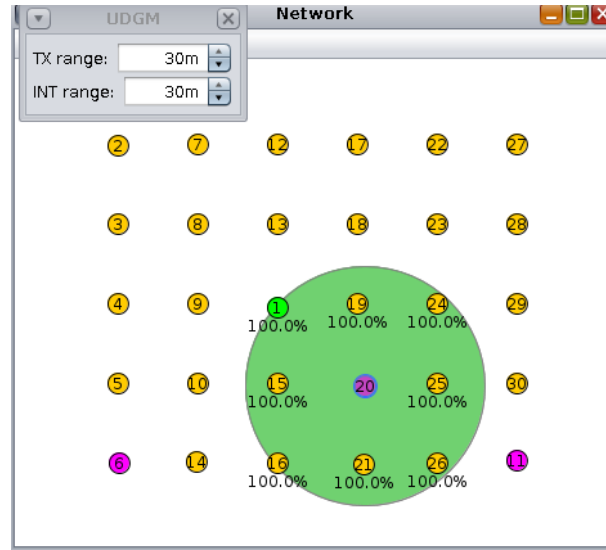 UDGM
Network
TX range: 30m
INT range: 30m
2 7 12 17 22 27
3 8 13 18 23 28
4 9 1 19 24 29
100.0% 100.0% 100.0%
5 10 15 20 25 30
100.0% 100.0%
6 14 16 21 26 11
100.0% 100.0% 100.0%